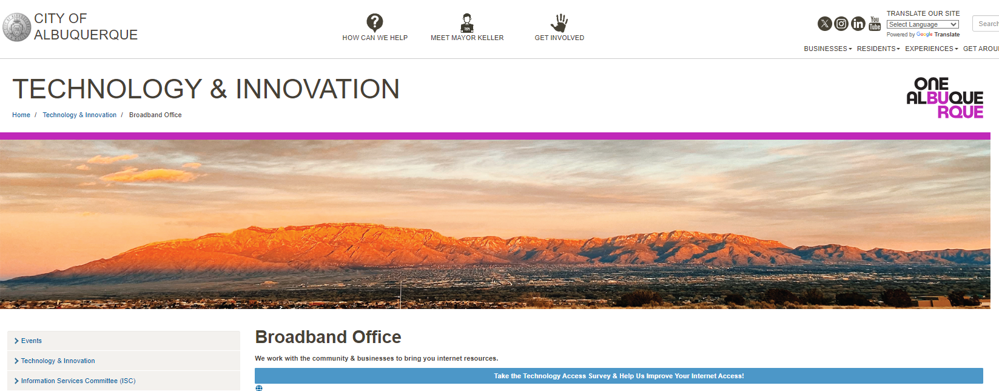 CITY OF
ALBUQUERQUE
HOW CAN WE HELP
MEET MAYOR KELLER
GET INVOLVED
You
Tube
TRANSLATE OUR SITE
Select Language
Powered by Google Translate
Search
BUSINESSES
RESIDENTS
EXPERIENCES
GET AROU
TECHNOLOGY & INNOVATION
Home / Technology & Innovation / Broadband Office
ONE
ALBUQUE
RQUE
Events
Technology & Innovation
Information Services Committee (ISC)
Broadband Office
We work with the community & businesses to bring you internet resources.
Take the Technology Access Survey & Help Us Improve Your Internet Access!